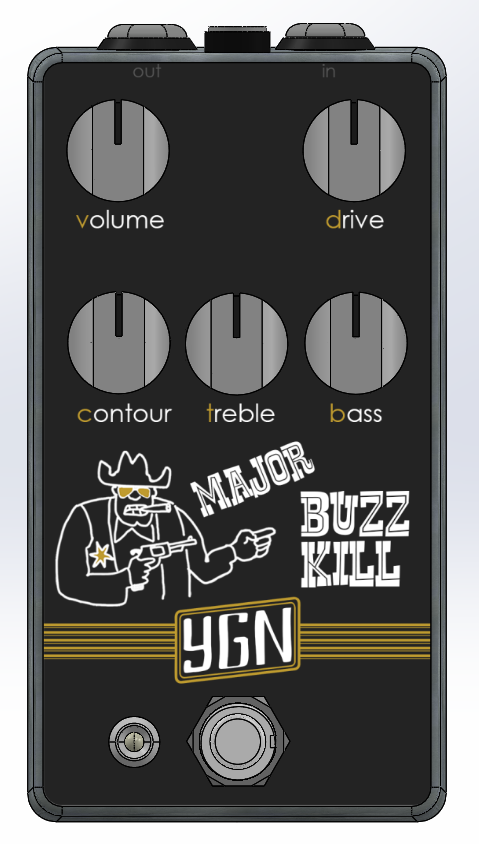 out in
volume drive
contour treble bass
MAJOR
BUZZ
KILL
YGN